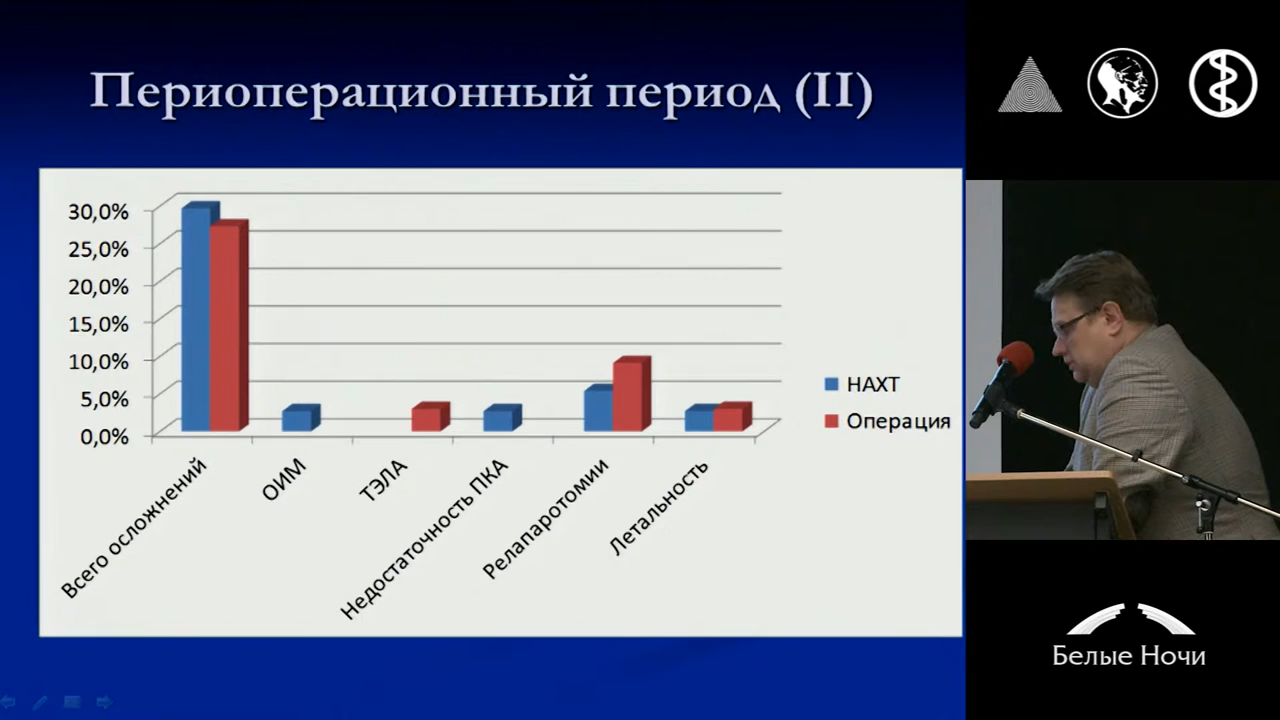 Периоперационный период (II)
30,0%
25,0%
20,0%
15,0%
10,0%
5,0%
0,0%
Всего осложнений
ОИМ
ТЭЛА
Недостаточность ПКА
Релапаротомии
Летальность
НАХТ
Операция
Белые Ночи